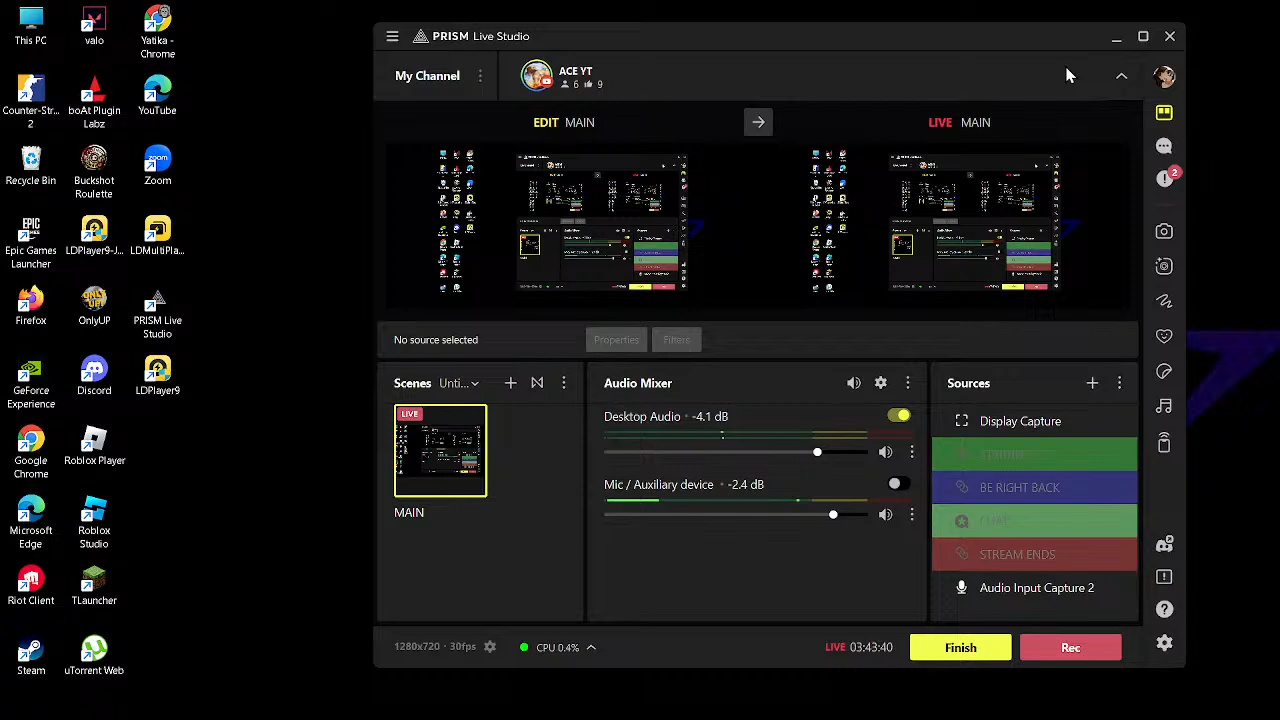 This PC
valo
Yatika -
Chrome
Counter-Str...
2
boAt Plugin
Labz
YouTube
Recycle Bin
Buckshot
Roulette
Zoom
Epic Games
Launcher
LDPlayer9-J...
LDMultiPla...
Firefox
OnlyUP
PRISM Live
Studio
GeForce
Experience
Discord
LDPlayer9
Google
Chrome
Roblox Player
Microsoft
Edge
Roblox
Studio
Riot Client
TLauncher
Steam
uTorrent Web
PRISM Live Studio
My Channel
ACE YT
6 9
EDIT MAIN
LIVE MAIN
2
No source selected
Properties
Filters
Scenes
Unti...
LIVE
MAIN
Audio Mixer
Desktop Audio • -4.1 dB
Mic / Auxiliary device • -2.4 dB
Sources
Display Capture
BE RIGHT BACK
CHAT
STREAM ENDS
Audio Input Capture 2
1280x720 • 30fps
CPU 0.4%
LIVE 03:43:40
Finish
Rec